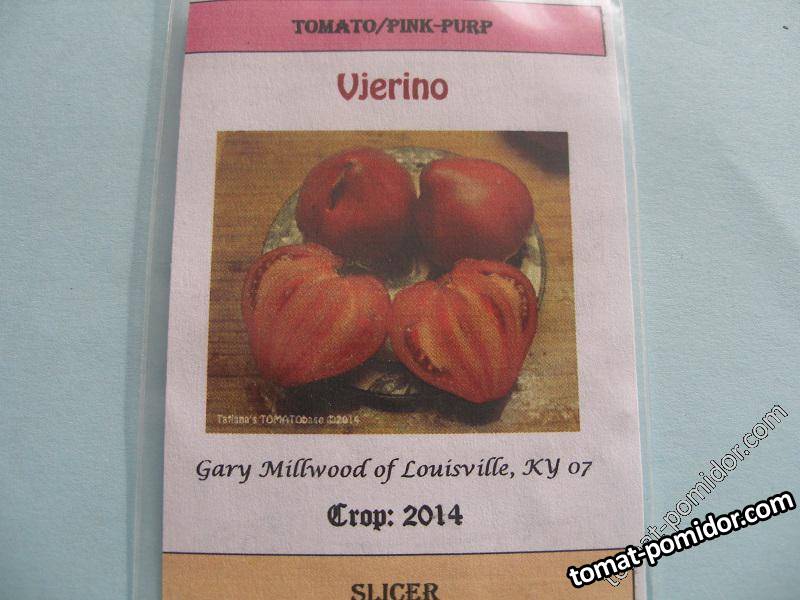 TOMATO/PINK-PURP
Vjerino
Tatiana's TOMATObase ©2014
Gary Millwood of Louisville, KY 07
Crop: 2014
SLICER
tomat-pomidor.com
tomat-pomidor.com